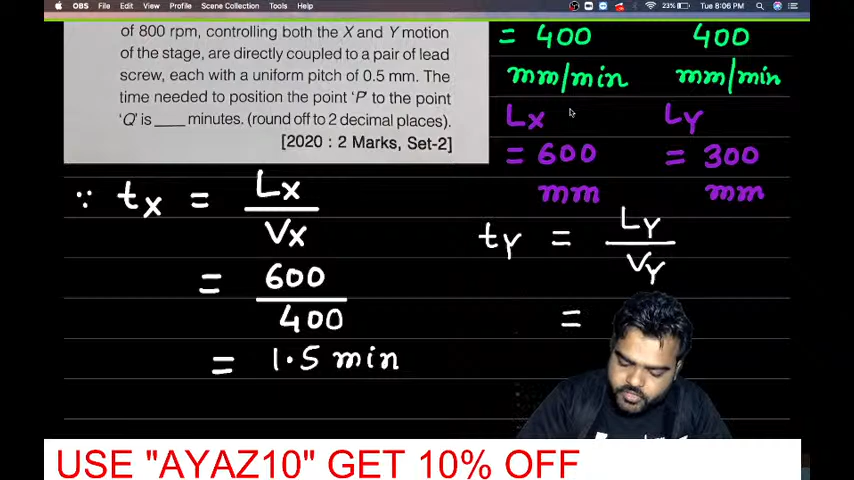 OBS File Edit View Profile Scene Collection Tools Help
23% Tue 8:06 PM
of 800 rpm, controlling both the X and Y motion
of the stage, are directly coupled to a pair of lead
screw, each with a uniform pitch of 0.5 mm. The
time needed to position the point 'P' to the point
'Q' is ____ minutes. (round off to 2 decimal places).
[2020 : 2 Marks, Set-2]
= 400 400
mm/min mm/min
Lx Ly
= 600 = 300
mm mm
∵ tx = Lx
Vx
= 600
400
= 1.5 min
ty = Ly
Vy
=
USE "AYAZ10" GET 10% OFF